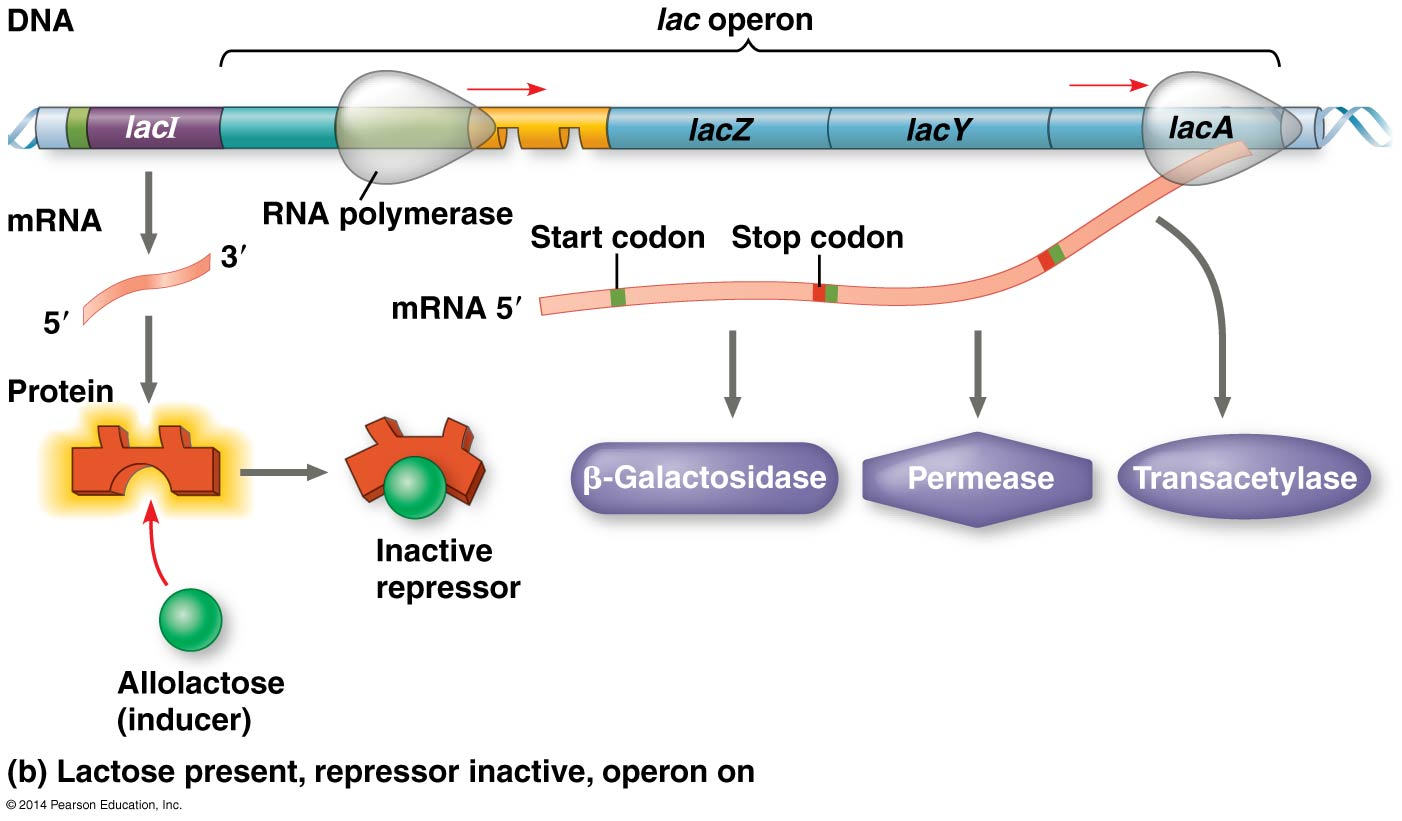 DNA
lac operon
lacI
lacZ
lacY
lacA
RNA polymerase
mRNA
3′
5′
Start codon
Stop codon
mRNA 5′
Protein
β-Galactosidase
Permease
Transacetylase
Inactive
repressor
Allolactose
(inducer)
(b) Lactose present, repressor inactive, operon on
© 2014 Pearson Education, Inc.